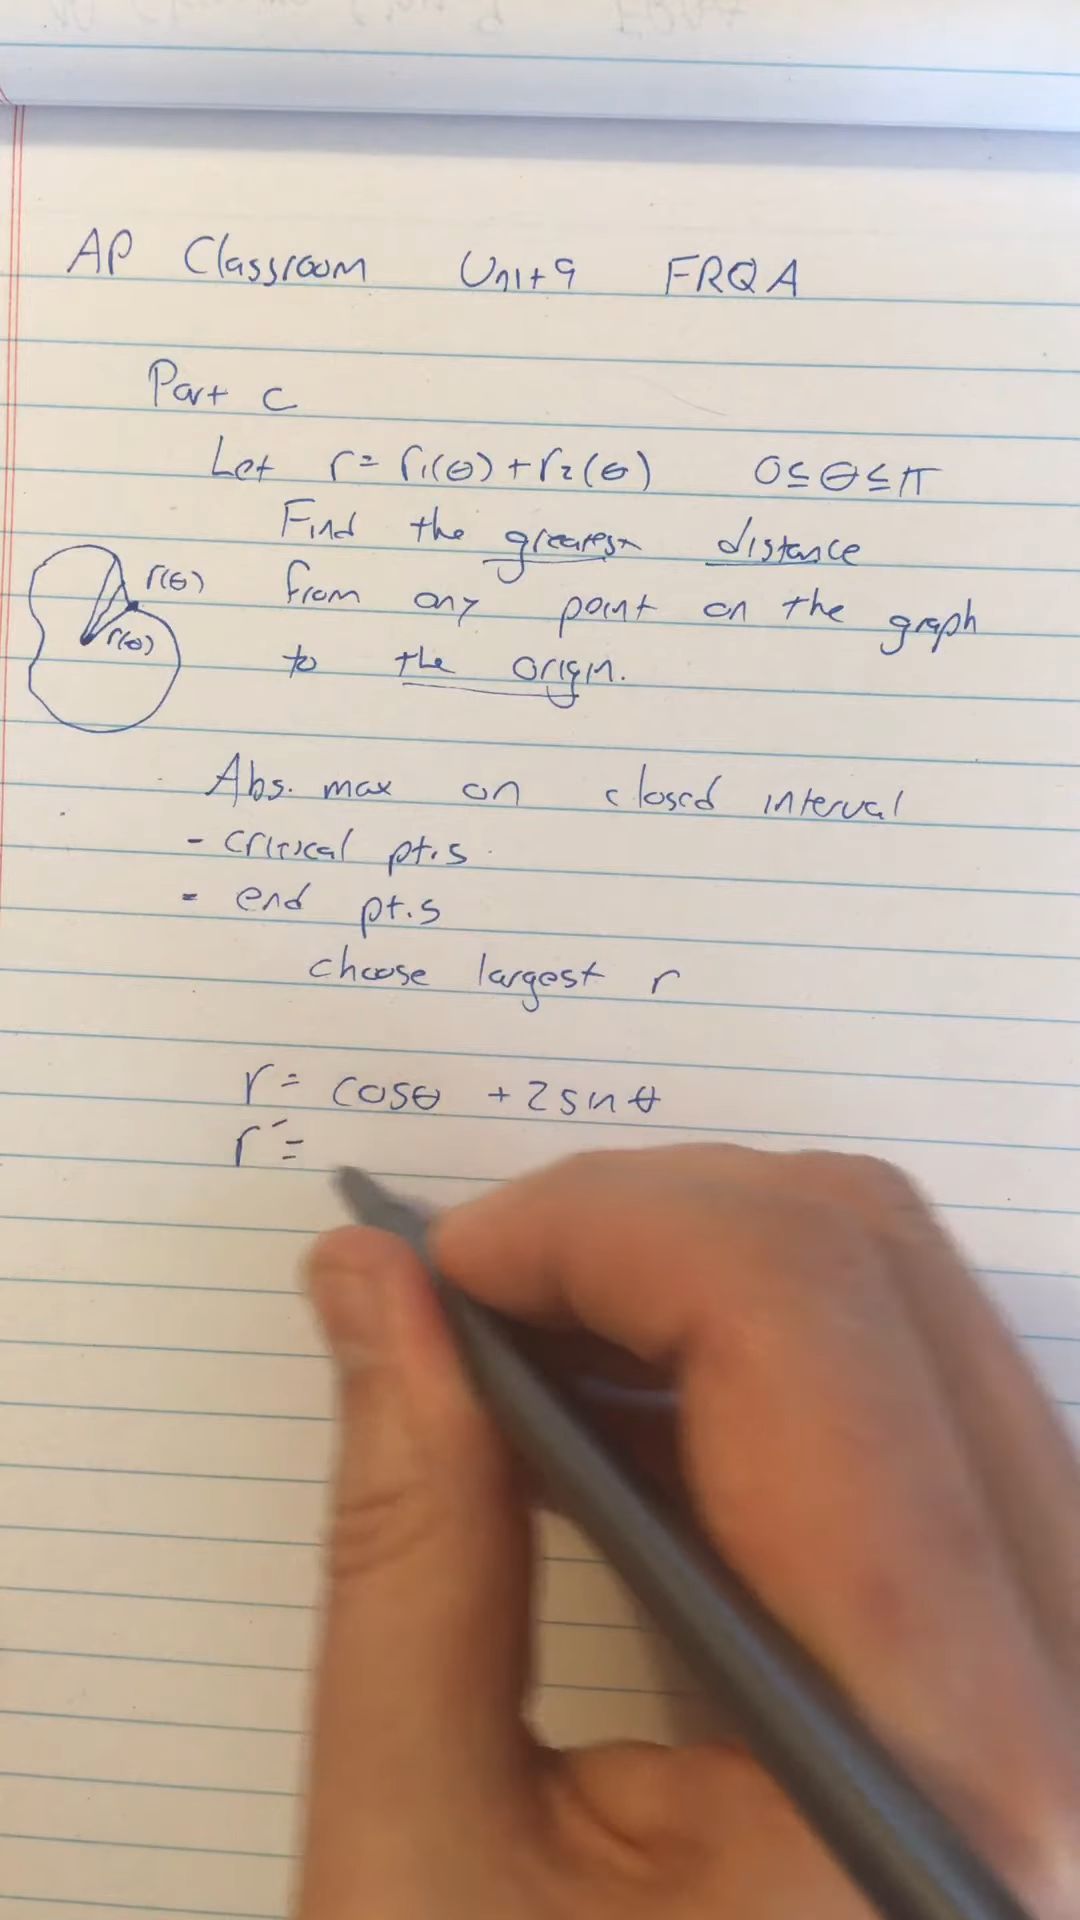 AP Classroom Unit 9 FRQ A
Part C
Let r = r₁(θ) + r₂(θ) 0≤θ≤π
Find the greatest distance
r(θ) from any point on the graph
r(θ) to the origin.
Abs. max on closed interval
- critical pt.s
- end pt.s
choose largest r
r = cosθ + 2sinθ
r' =